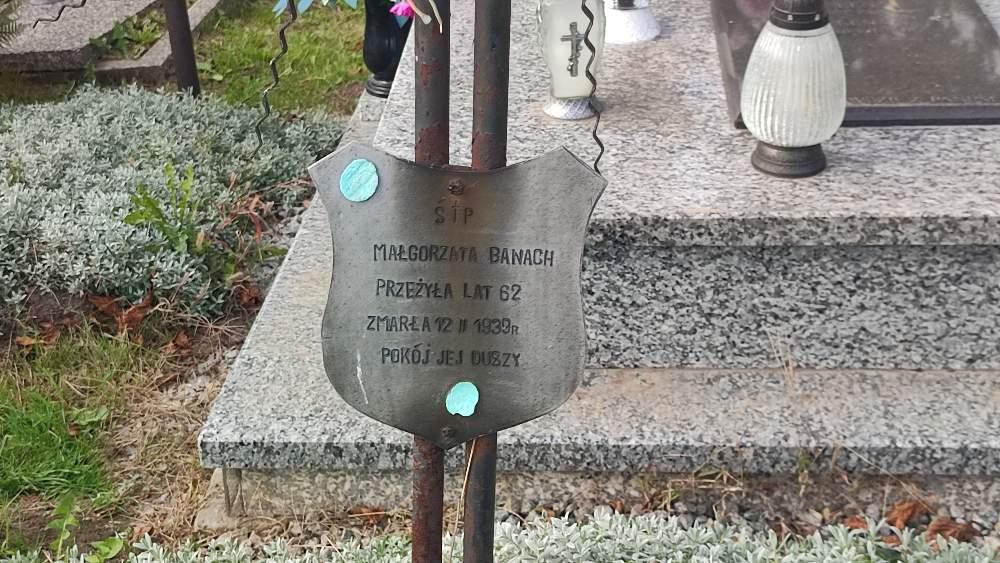 Ś†P
MAŁGORZATA BANACH
PRZEŻYŁA LAT 62
ZMARŁA 12 II 1939R
POKÓJ JEJ DUSZY